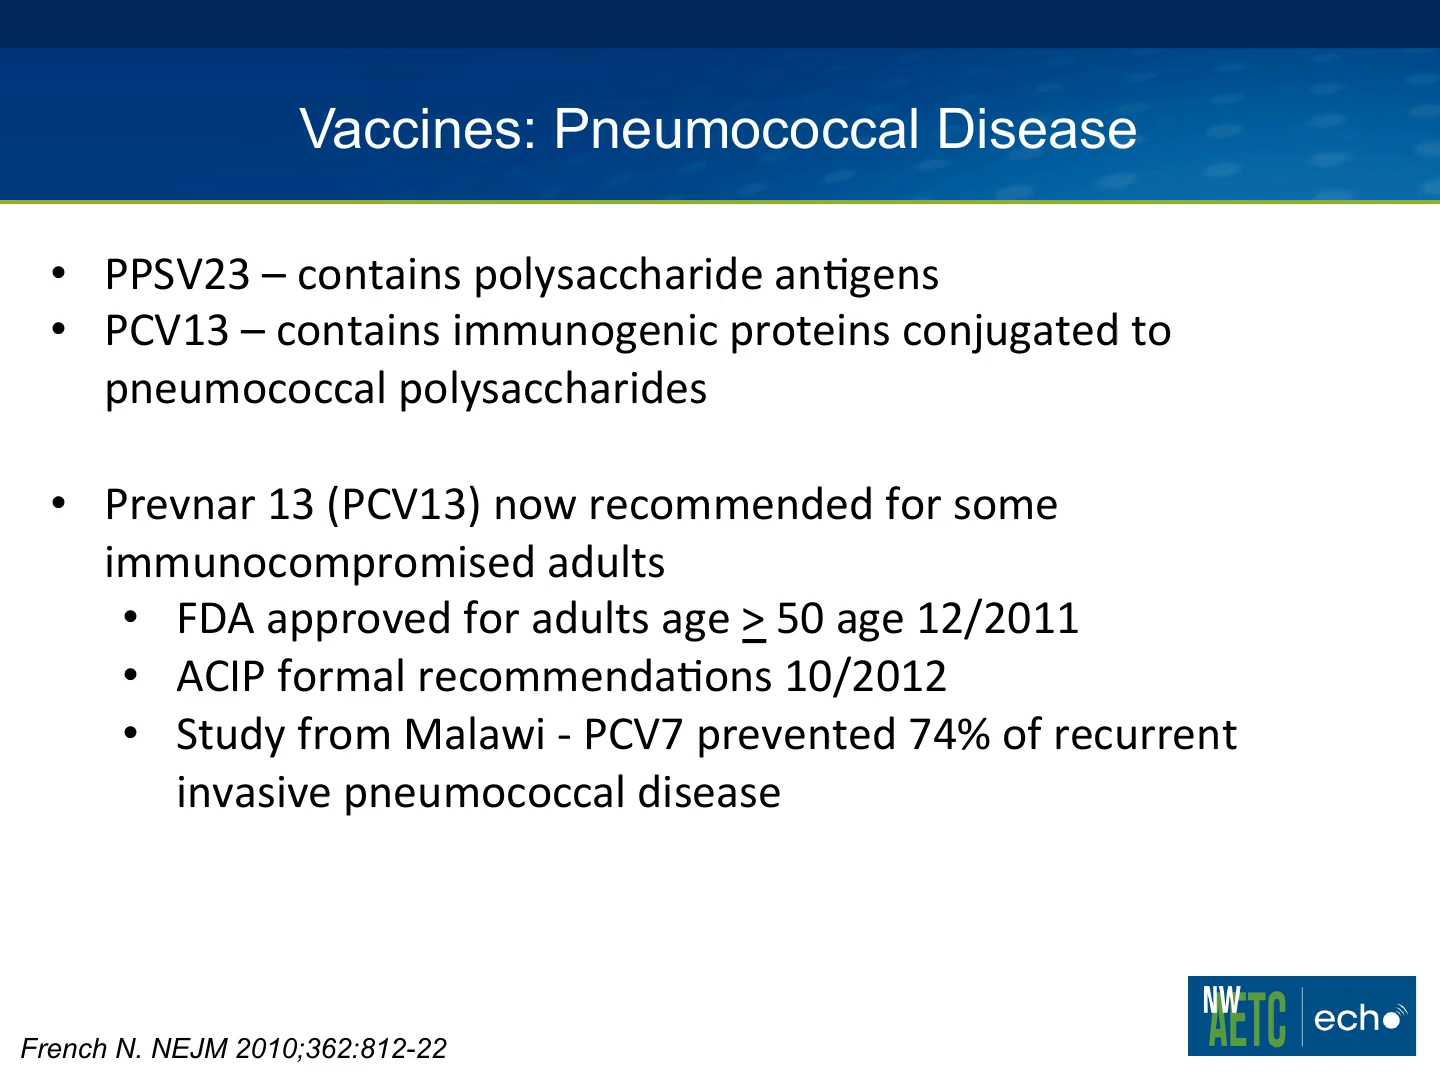 Vaccines: Pneumococcal Disease
• PPSV23 – contains polysaccharide antigens
• PCV13 – contains immunogenic proteins conjugated to
pneumococcal polysaccharides
• Prevnar 13 (PCV13) now recommended for some
immunocompromised adults
• FDA approved for adults age ≥ 50 age 12/2011
• ACIP formal recommendations 10/2012
• Study from Malawi - PCV7 prevented 74% of recurrent
invasive pneumococcal disease
NW AETC echo
French N. NEJM 2010;362:812-22